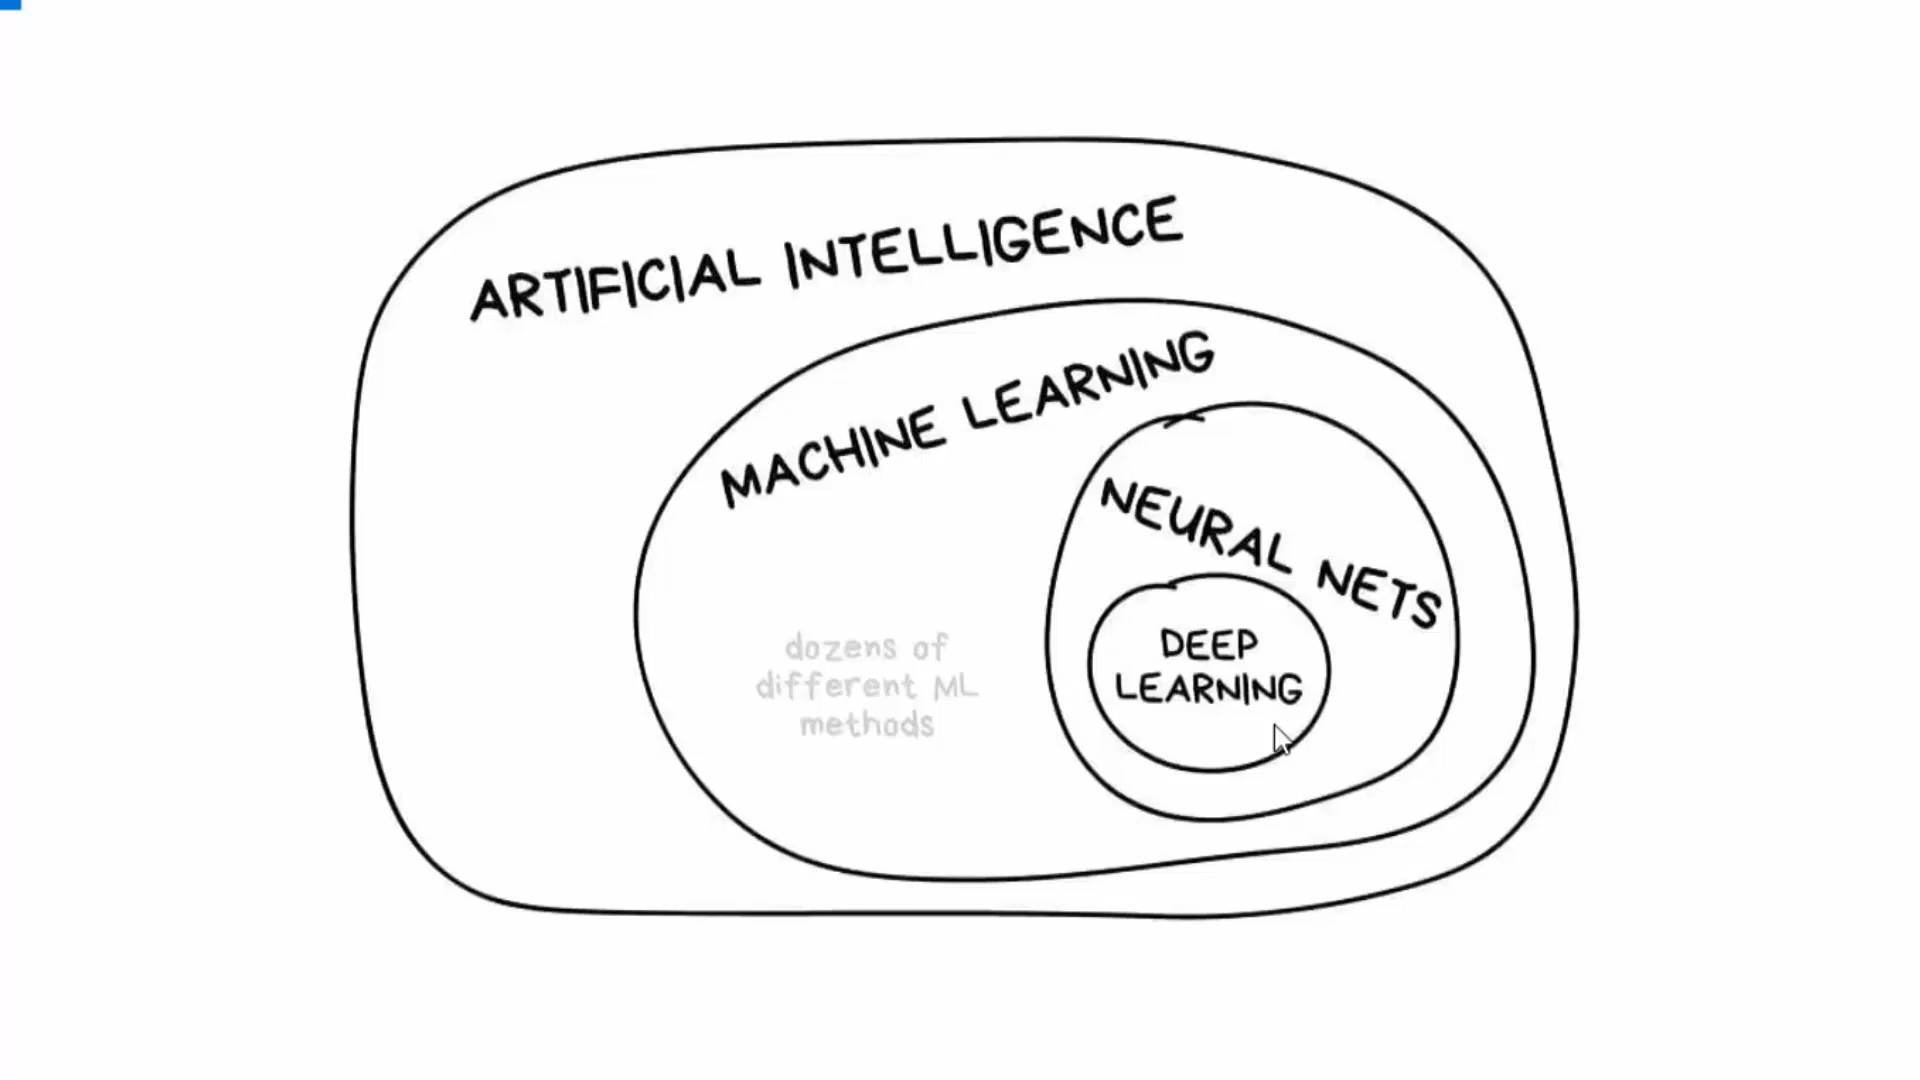 ARTIFICIAL INTELLIGENCE
MACHINE LEARNING
NEURAL NETS
DEEP
LEARNING
dozens of
different ML
methods